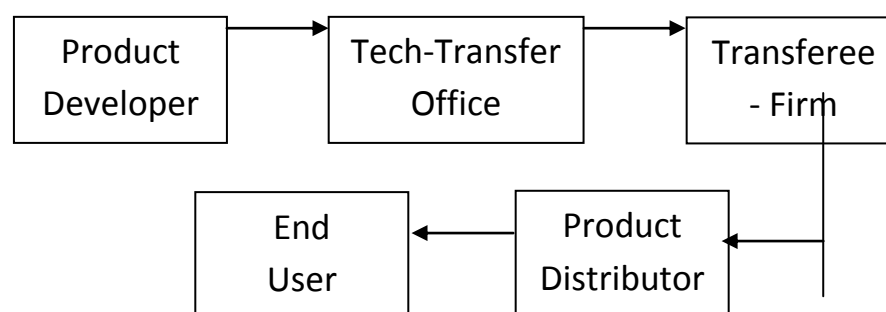 Product
Developer
Tech-Transfer
Office
Transferee
- Firm
End
User
Product
Distributor